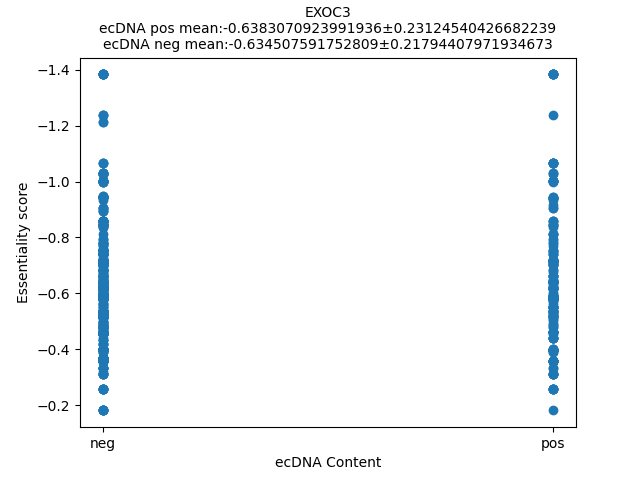 EXOC3
ecDNA pos mean:-0.6383070923991936±0.23124540426682239
ecDNA neg mean:-0.634507591752809±0.21794407971934673
−1.4
−1.2
−1.0
−0.8
−0.6
−0.4
−0.2
Essentiality score
neg
pos
ecDNA Content